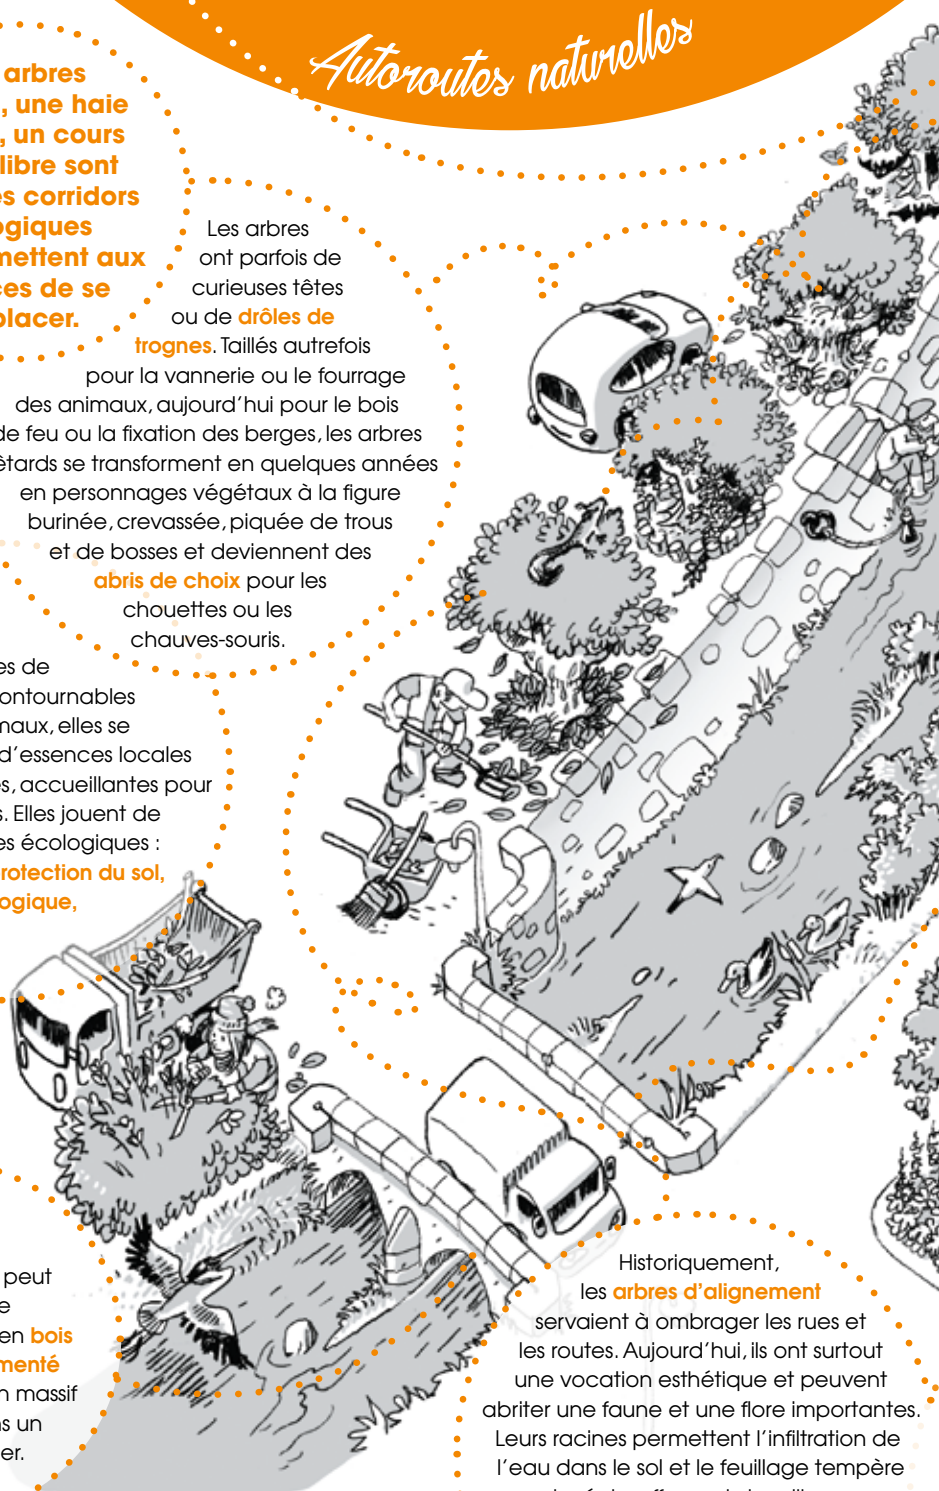 Autoroutes naturelles
arbres
, une haie
, un cours
libre sont
es corridors
ogiques
mettent aux
ces de se
placer.
Les arbres
ont parfois de
curieuses têtes
ou de drôles de
trognes. Taillés autrefois
pour la vannerie ou le fourrage
des animaux, aujourd’hui pour le bois
de feu ou la fixation des berges, les arbres
êtards se transforment en quelques années
en personnages végétaux à la figure
burinée, crevassée, piquée de trous
et de bosses et deviennent des
abris de choix pour les
chouettes ou les
chauves-souris.
es de
contournables
maux, elles se
d’essences locales
es, accueillantes pour
s. Elles jouent de
es écologiques :
rotection du sol,
logique,
peut
e
en bois
menté
n massif
ns un
er.
Historiquement,
les arbres d’alignement
servaient à ombrager les rues et
les routes. Aujourd’hui, ils ont surtout
une vocation esthétique et peuvent
abriter une faune et une flore importantes.
Leurs racines permettent l’infiltration de
l’eau dans le sol et le feuillage tempère